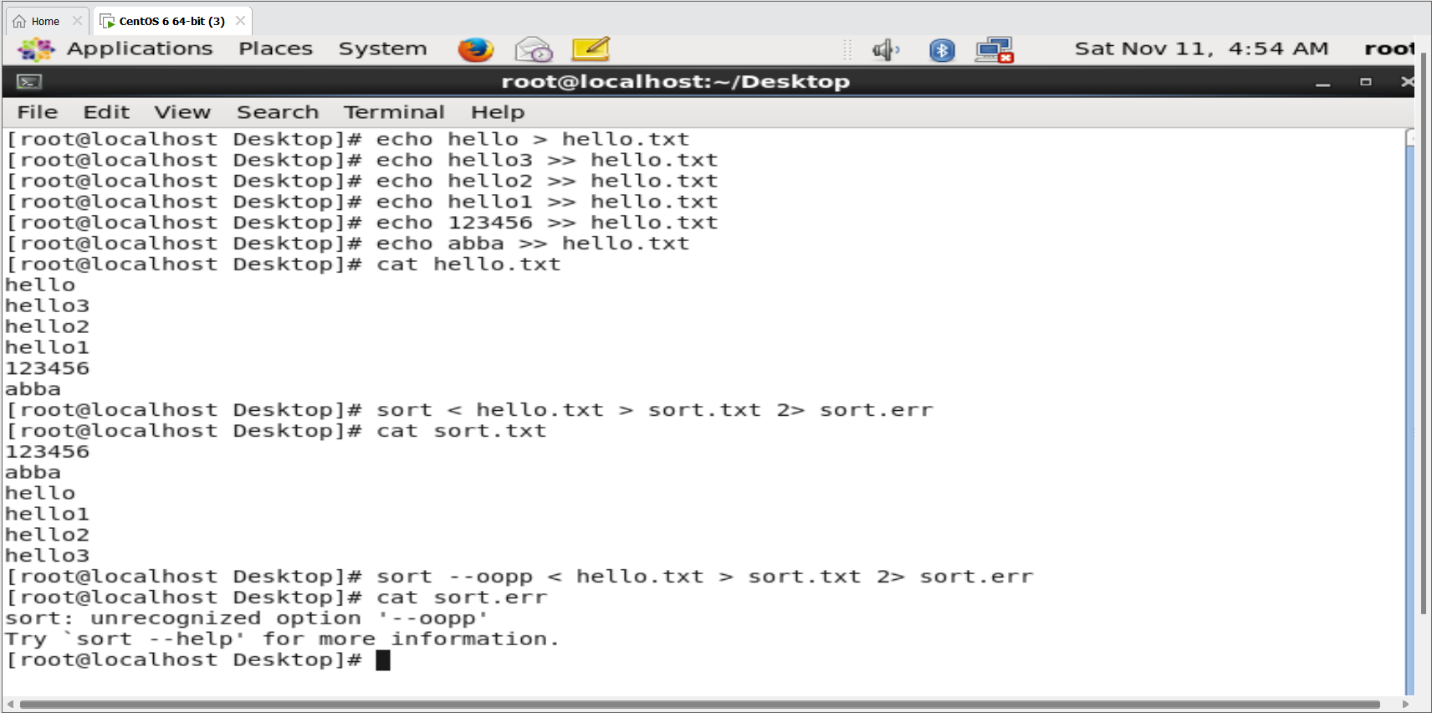 Home
CentOS 6 64-bit (3)
Applications Places System Sat Nov 11, 4:54 AM root
root@localhost:~/Desktop
File Edit View Search Terminal Help
[root@localhost Desktop]# echo hello > hello.txt
[root@localhost Desktop]# echo hello3 >> hello.txt
[root@localhost Desktop]# echo hello2 >> hello.txt
[root@localhost Desktop]# echo hello1 >> hello.txt
[root@localhost Desktop]# echo 123456 >> hello.txt
[root@localhost Desktop]# echo abba >> hello.txt
[root@localhost Desktop]# cat hello.txt
hello
hello3
hello2
hello1
123456
abba
[root@localhost Desktop]# sort < hello.txt > sort.txt 2> sort.err
[root@localhost Desktop]# cat sort.txt
123456
abba
hello
hello1
hello2
hello3
[root@localhost Desktop]# sort --oopp < hello.txt > sort.txt 2> sort.err
[root@localhost Desktop]# cat sort.err
sort: unrecognized option '--oopp'
Try `sort --help' for more information.
[root@localhost Desktop]#